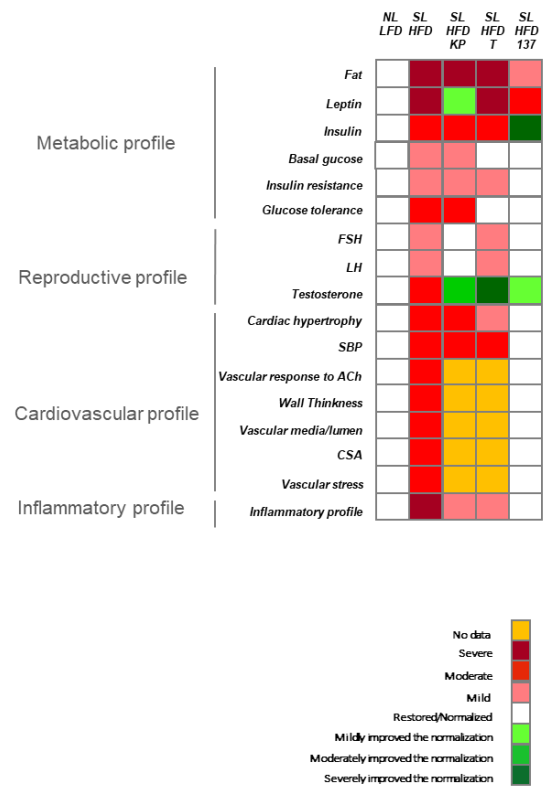 NL SL SL SL SL
LFD HFD HFD HFD HFD
KP T 137
Fat
Leptin
Metabolic profile
Insulin
Basal gucose
Insulin resistance
Glucose tolerance
FSH
LH
Reproductive profile
Testosterone
Cardiac hypertrophy
SBP
Vascular response to ACh
Wall Thinkness
Cardiovascular profile
Vascular media/lumen
CSA
Vascular stress
Inflammatory profile
Inflammatory profile
No data
Severe
Moderate
Mild
Restored/Normalized
Mildly improved the normalization
Moderately improved the normalization
Severely improved the normalization